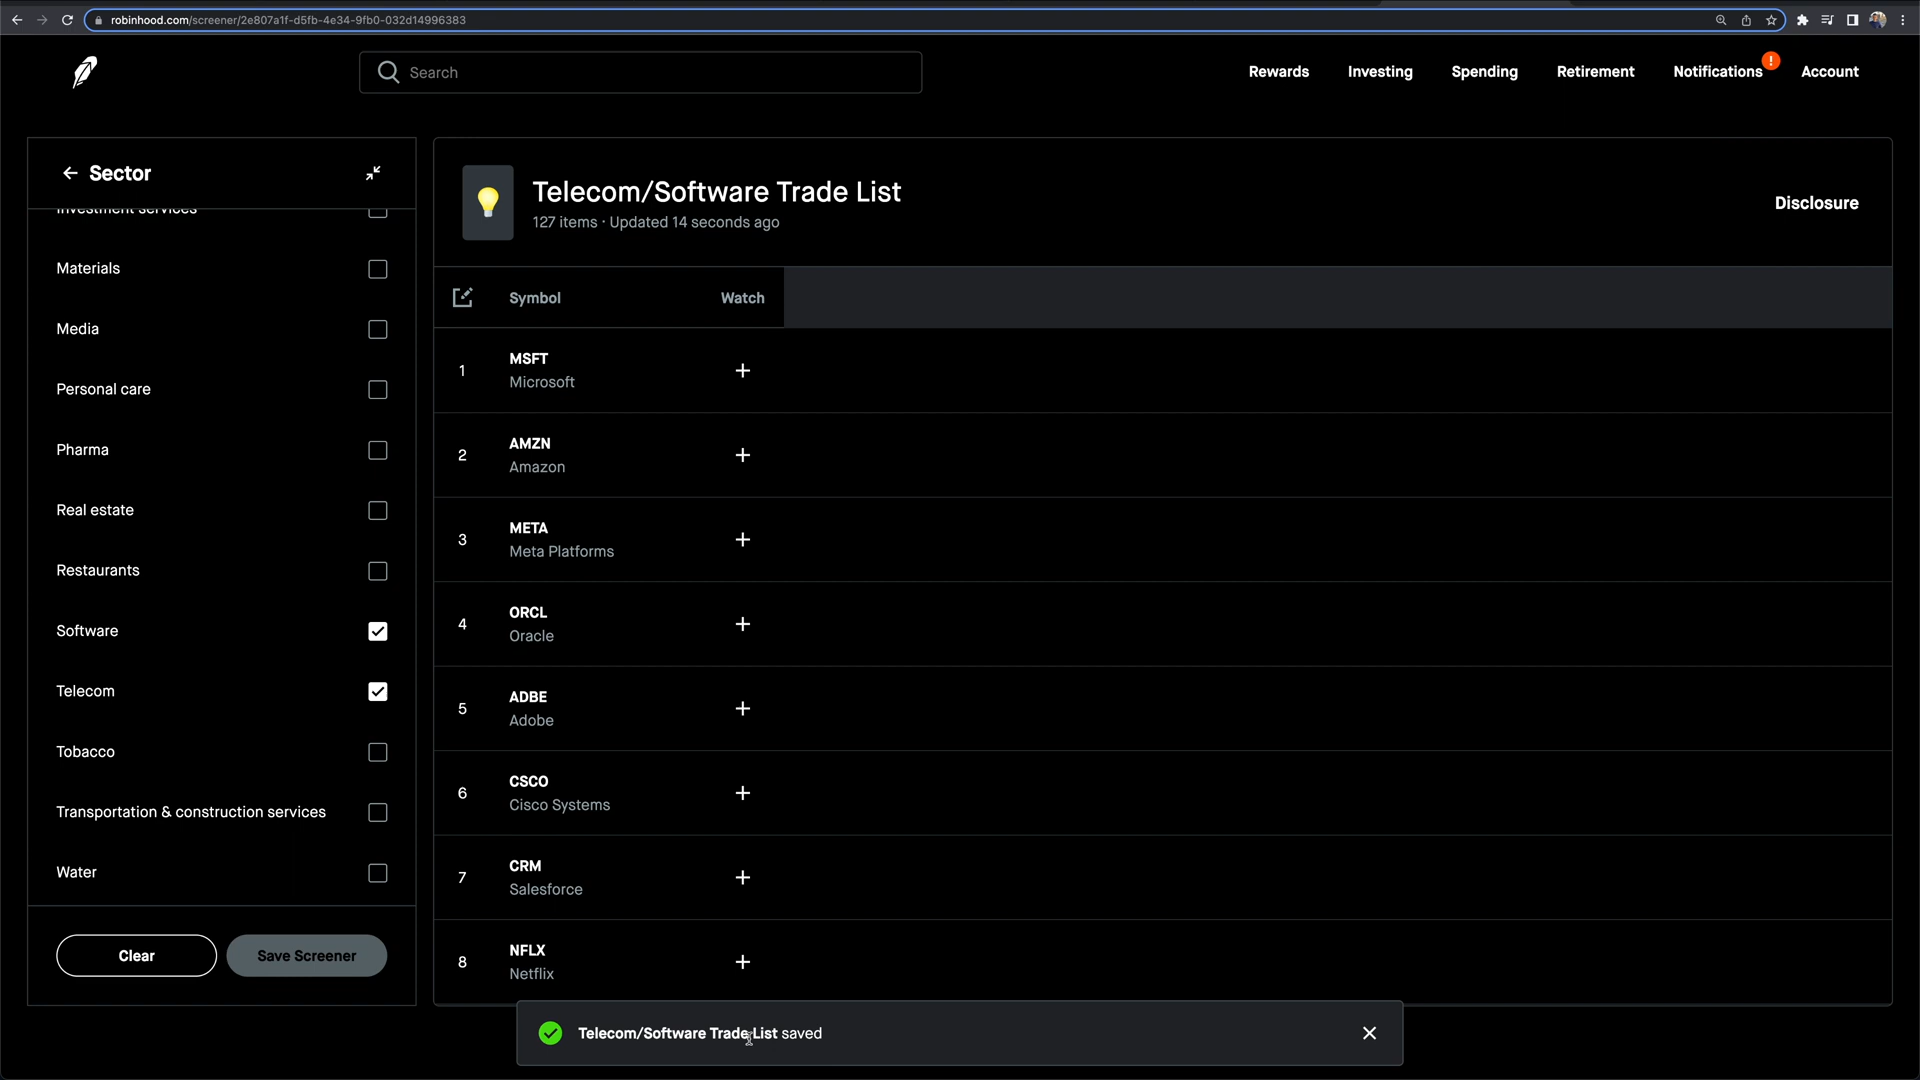 robinhood.com/screener/2e807a1f-d5fb-4e34-9fb0-032d14996383
Search
Rewards
Investing
Spending
Retirement
Notifications
!
Account
Sector
Investment services
Materials
Media
Personal care
Pharma
Real estate
Restaurants
Software
Telecom
Tobacco
Transportation & construction services
Water
Clear
Save Screener
Telecom/Software Trade List
127 items · Updated 14 seconds ago
Disclosure
Symbol Watch
1 MSFT
Microsoft
2 AMZN
Amazon
3 META
Meta Platforms
4 ORCL
Oracle
5 ADBE
Adobe
6 CSCO
Cisco Systems
7 CRM
Salesforce
8 NFLX
Netflix
Telecom/Software Trade List saved